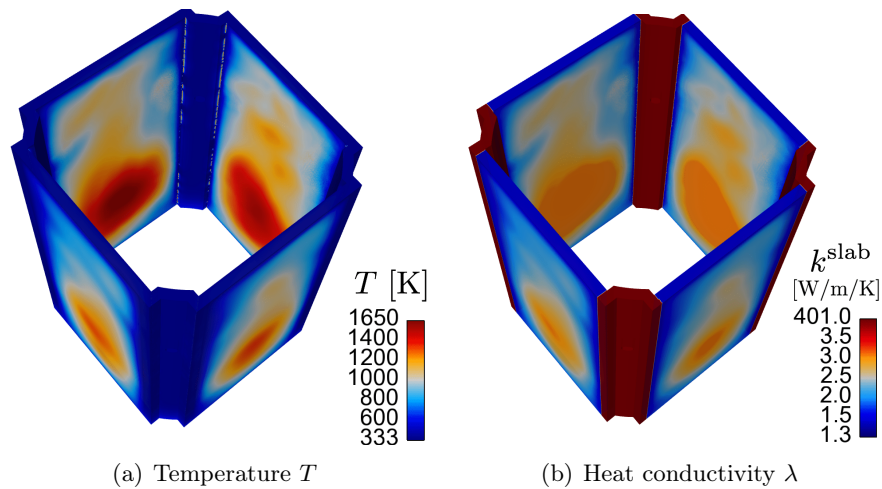 T [K]
1650
1400
1200
1000
800
600
333
k^slab
[W/m/K]
401.0
3.5
3.0
2.5
2.0
1.5
1.3
(a) Temperature T
(b) Heat conductivity λ